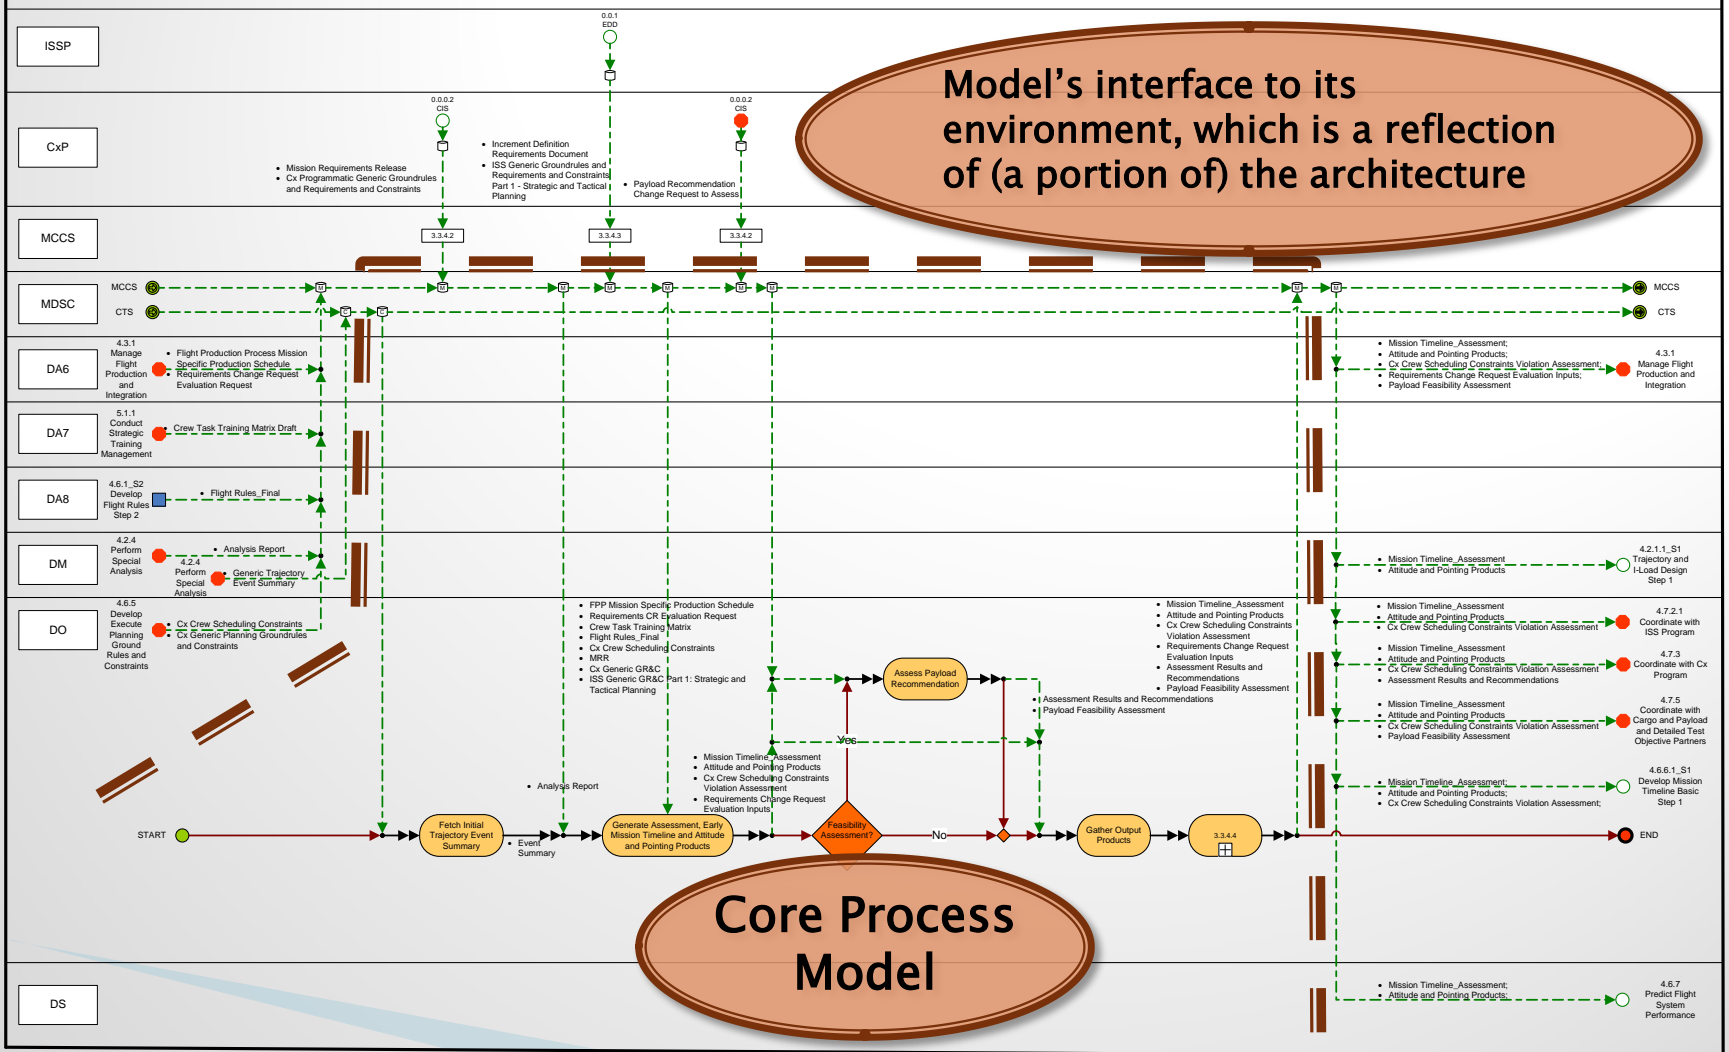 0.0.1
EDD
ISSP
Model’s interface to its
environment, which is a reflection
of (a portion of) the architecture
0.0.0.2
CIS
0.0.0.2
CIS
CxP
• Mission Requirements Release
• Cx Programmatic Generic Groundrules
and Requirements and Constraints
• Increment Definition
Requirements Document
• ISS Generic Groundrules and
Requirements and Constraints
Part 1 - Strategic and Tactical
Planning
• Payload Recommendation
Change Request to Assess
MCCS
3.3.4.2
3.3.4.3
3.3.4.2
MDSC
MCCS
M
M
M
M
M
M
M
M
M
MCCS
CTS
C
C
CTS
DA6
4.3.1
Manage
Flight
Production
and
Integration
• Flight Production Process Mission
Specific Production Schedule
• Requirements Change Request
Evaluation Request
• Mission Timeline_Assessment;
• Attitude and Pointing Products;
• Cx Crew Scheduling Constraints Violation Assessment;
• Requirements Change Request Evaluation Inputs;
• Payload Feasibility Assessment
4.3.1
Manage Flight
Production and
Integration
DA7
5.1.1
Conduct
Strategic
Training
Management
• Crew Task Training Matrix Draft
DA8
4.6.1_S2
Develop
Flight Rules
Step 2
• Flight Rules_Final
DM
4.2.4
Perform
Special
Analysis
• Analysis Report
4.2.4
Perform
Special
Analysis
• Generic Trajectory
Event Summary
• Mission Timeline_Assessment
• Attitude and Pointing Products
4.2.1.1_S1
Trajectory and
I-Load Design
Step 1
DO
4.6.5
Develop
Execute
Planning
Ground
Rules and
Constraints
• Cx Crew Scheduling Constraints
• Cx Generic Planning Groundrules
and Constraints
• FPP Mission Specific Production Schedule
• Requirements CR Evaluation Request
• Crew Task Training Matrix
• Flight Rules_Final
• Cx Crew Scheduling Constraints
• MRR
• Cx Generic GR&C
• ISS Generic GR&C Part 1: Strategic and
Tactical Planning
Assess Payload
Recommendation
• Mission Timeline_Assessment
• Attitude and Pointing Products
• Cx Crew Scheduling Constraints
Violation Assessment
• Requirements Change Request
Evaluation Inputs
• Assessment Results and
Recommendations
• Payload Feasibility Assessment
• Assessment Results and Recommendations
• Payload Feasibility Assessment
• Mission Timeline_Assessment
• Attitude and Pointing Products
• Cx Crew Scheduling Constraints Violation Assessment
4.7.2.1
Coordinate with
ISS Program
• Mission Timeline_Assessment
• Attitude and Pointing Products
• Cx Crew Scheduling Constraints Violation Assessment
• Assessment Results and Recommendations
4.7.3
Coordinate with Cx
Program
• Mission Timeline_Assessment
• Attitude and Pointing Products
• Cx Crew Scheduling Constraints Violation Assessment
• Payload Feasibility Assessment
4.7.5
Coordinate with
Cargo and Payload
and Detailed Test
Objective Partners
Yes
• Mission Timeline_Assessment
• Attitude and Pointing Products
• Cx Crew Scheduling Constraints
Violation Assessment
• Requirements Change Request
Evaluation Inputs
• Analysis Report
• Mission Timeline_Assessment;
• Attitude and Pointing Products;
• Cx Crew Scheduling Constraints Violation Assessment;
4.6.6.1_S1
Develop Mission
Timeline Basic
Step 1
START
Fetch Initial
Trajectory Event
Summary
• Event
Summary
Generate Assessment, Early
Mission Timeline and Attitude
and Pointing Products
Feasibility
Assessment?
No
Gather Output
Products
3.3.4.4
END
Core Process
Model
DS
• Mission Timeline_Assessment;
• Attitude and Pointing Products;
4.6.7
Predict Flight
System
Performance